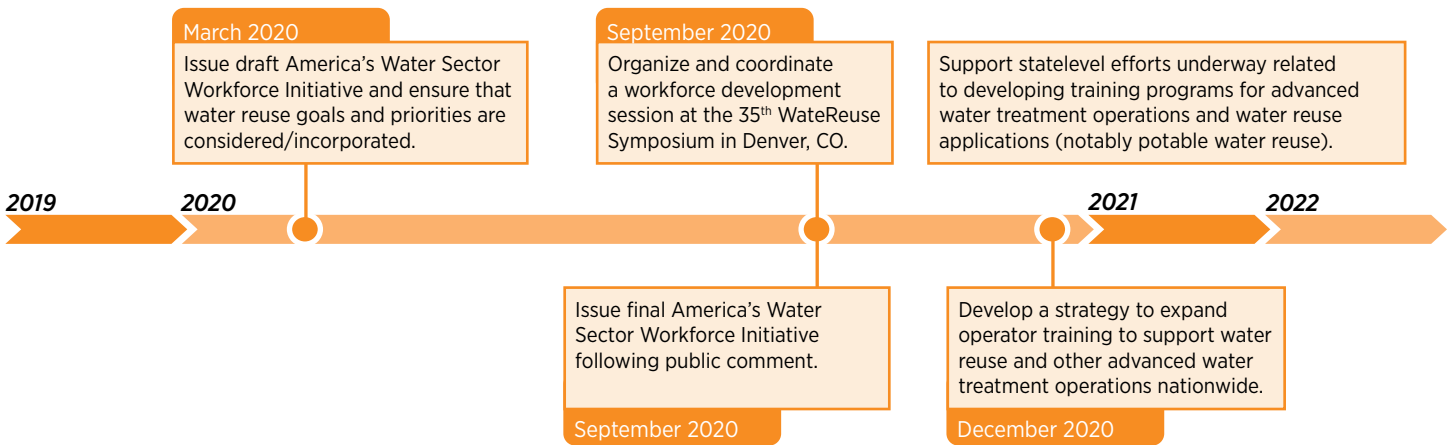 March 2020
Issue draft America's Water Sector
Workforce Initiative and ensure that
water reuse goals and priorities are
considered/incorporated.
September 2020
Organize and coordinate
a workforce development
session at the 35th WateReuse
Symposium in Denver, CO.
Support statelevel efforts underway related
to developing training programs for advanced
water treatment operations and water reuse
applications (notably potable water reuse).
2019
2020
2021
2022
Issue final America's Water
Sector Workforce Initiative
following public comment.
September 2020
Develop a strategy to expand
operator training to support water
reuse and other advanced water
treatment operations nationwide.
December 2020